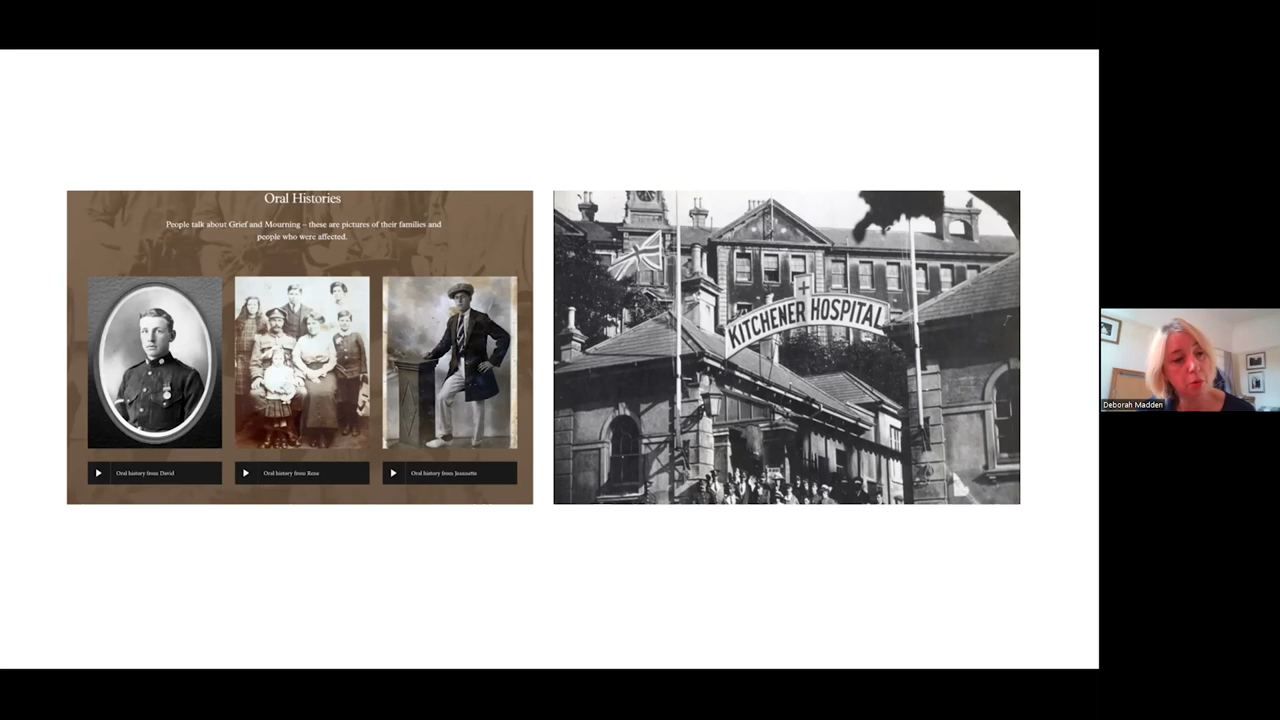 Oral Histories
People talk about Grief and Mourning – these are pictures of their families and
people who were affected.
Oral history from David
Oral history from Rene
Oral history from Jeannette
KITCHENER HOSPITAL
Deborah Madden